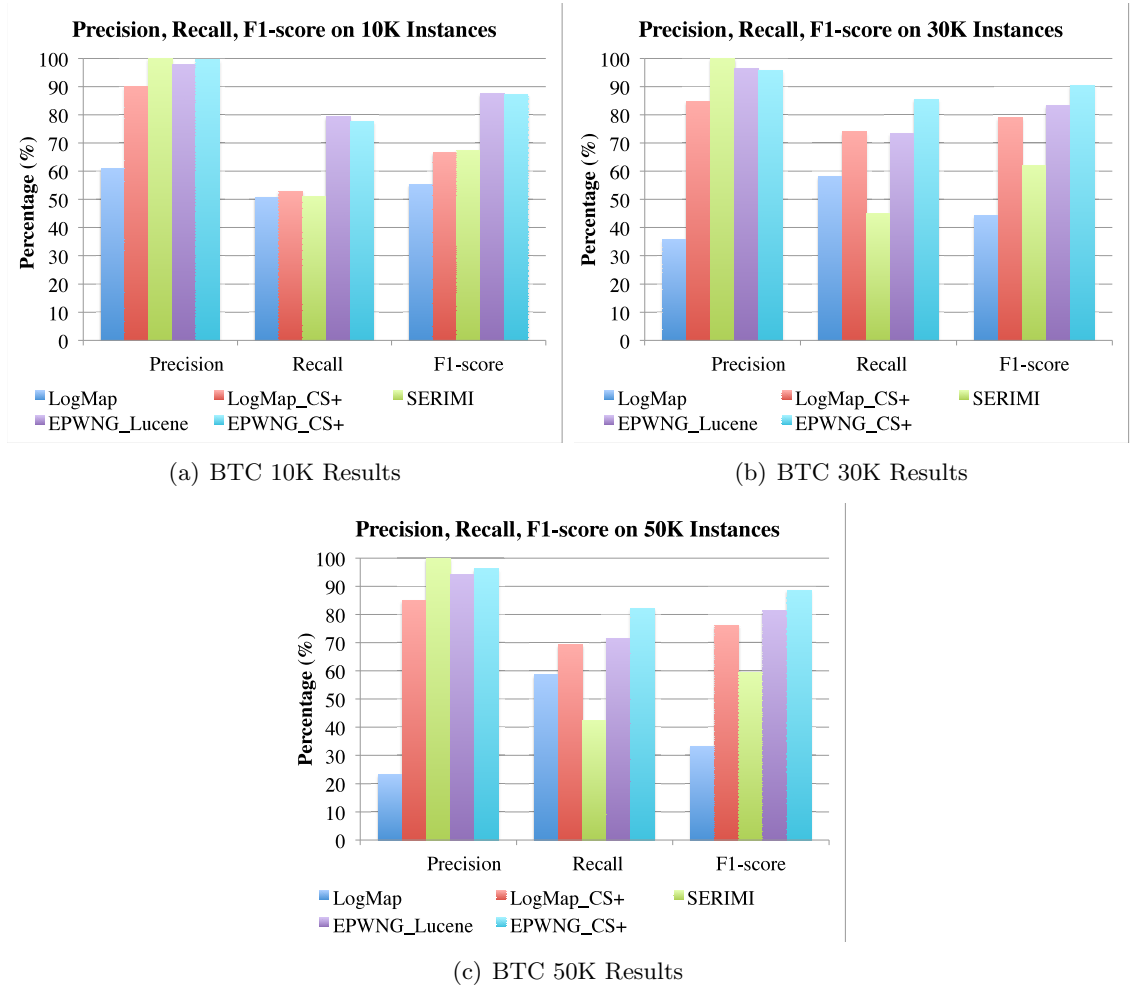 Precision, Recall, F1-score on 10K Instances
Percentage (%)
100
90
80
70
60
50
40
30
20
10
0
Precision Recall F1-score
LogMap LogMap_CS+ SERIMI
EPWNG_Lucene EPWNG_CS+
(a) BTC 10K Results
Precision, Recall, F1-score on 30K Instances
Percentage (%)
100
90
80
70
60
50
40
30
20
10
0
Precision Recall F1-score
LogMap LogMap_CS+ SERIMI
EPWNG_Lucene EPWNG_CS+
(b) BTC 30K Results
Precision, Recall, F1-score on 50K Instances
Percentage (%)
100
90
80
70
60
50
40
30
20
10
0
Precision Recall F1-score
LogMap LogMap_CS+ SERIMI
EPWNG_Lucene EPWNG_CS+
(c) BTC 50K Results